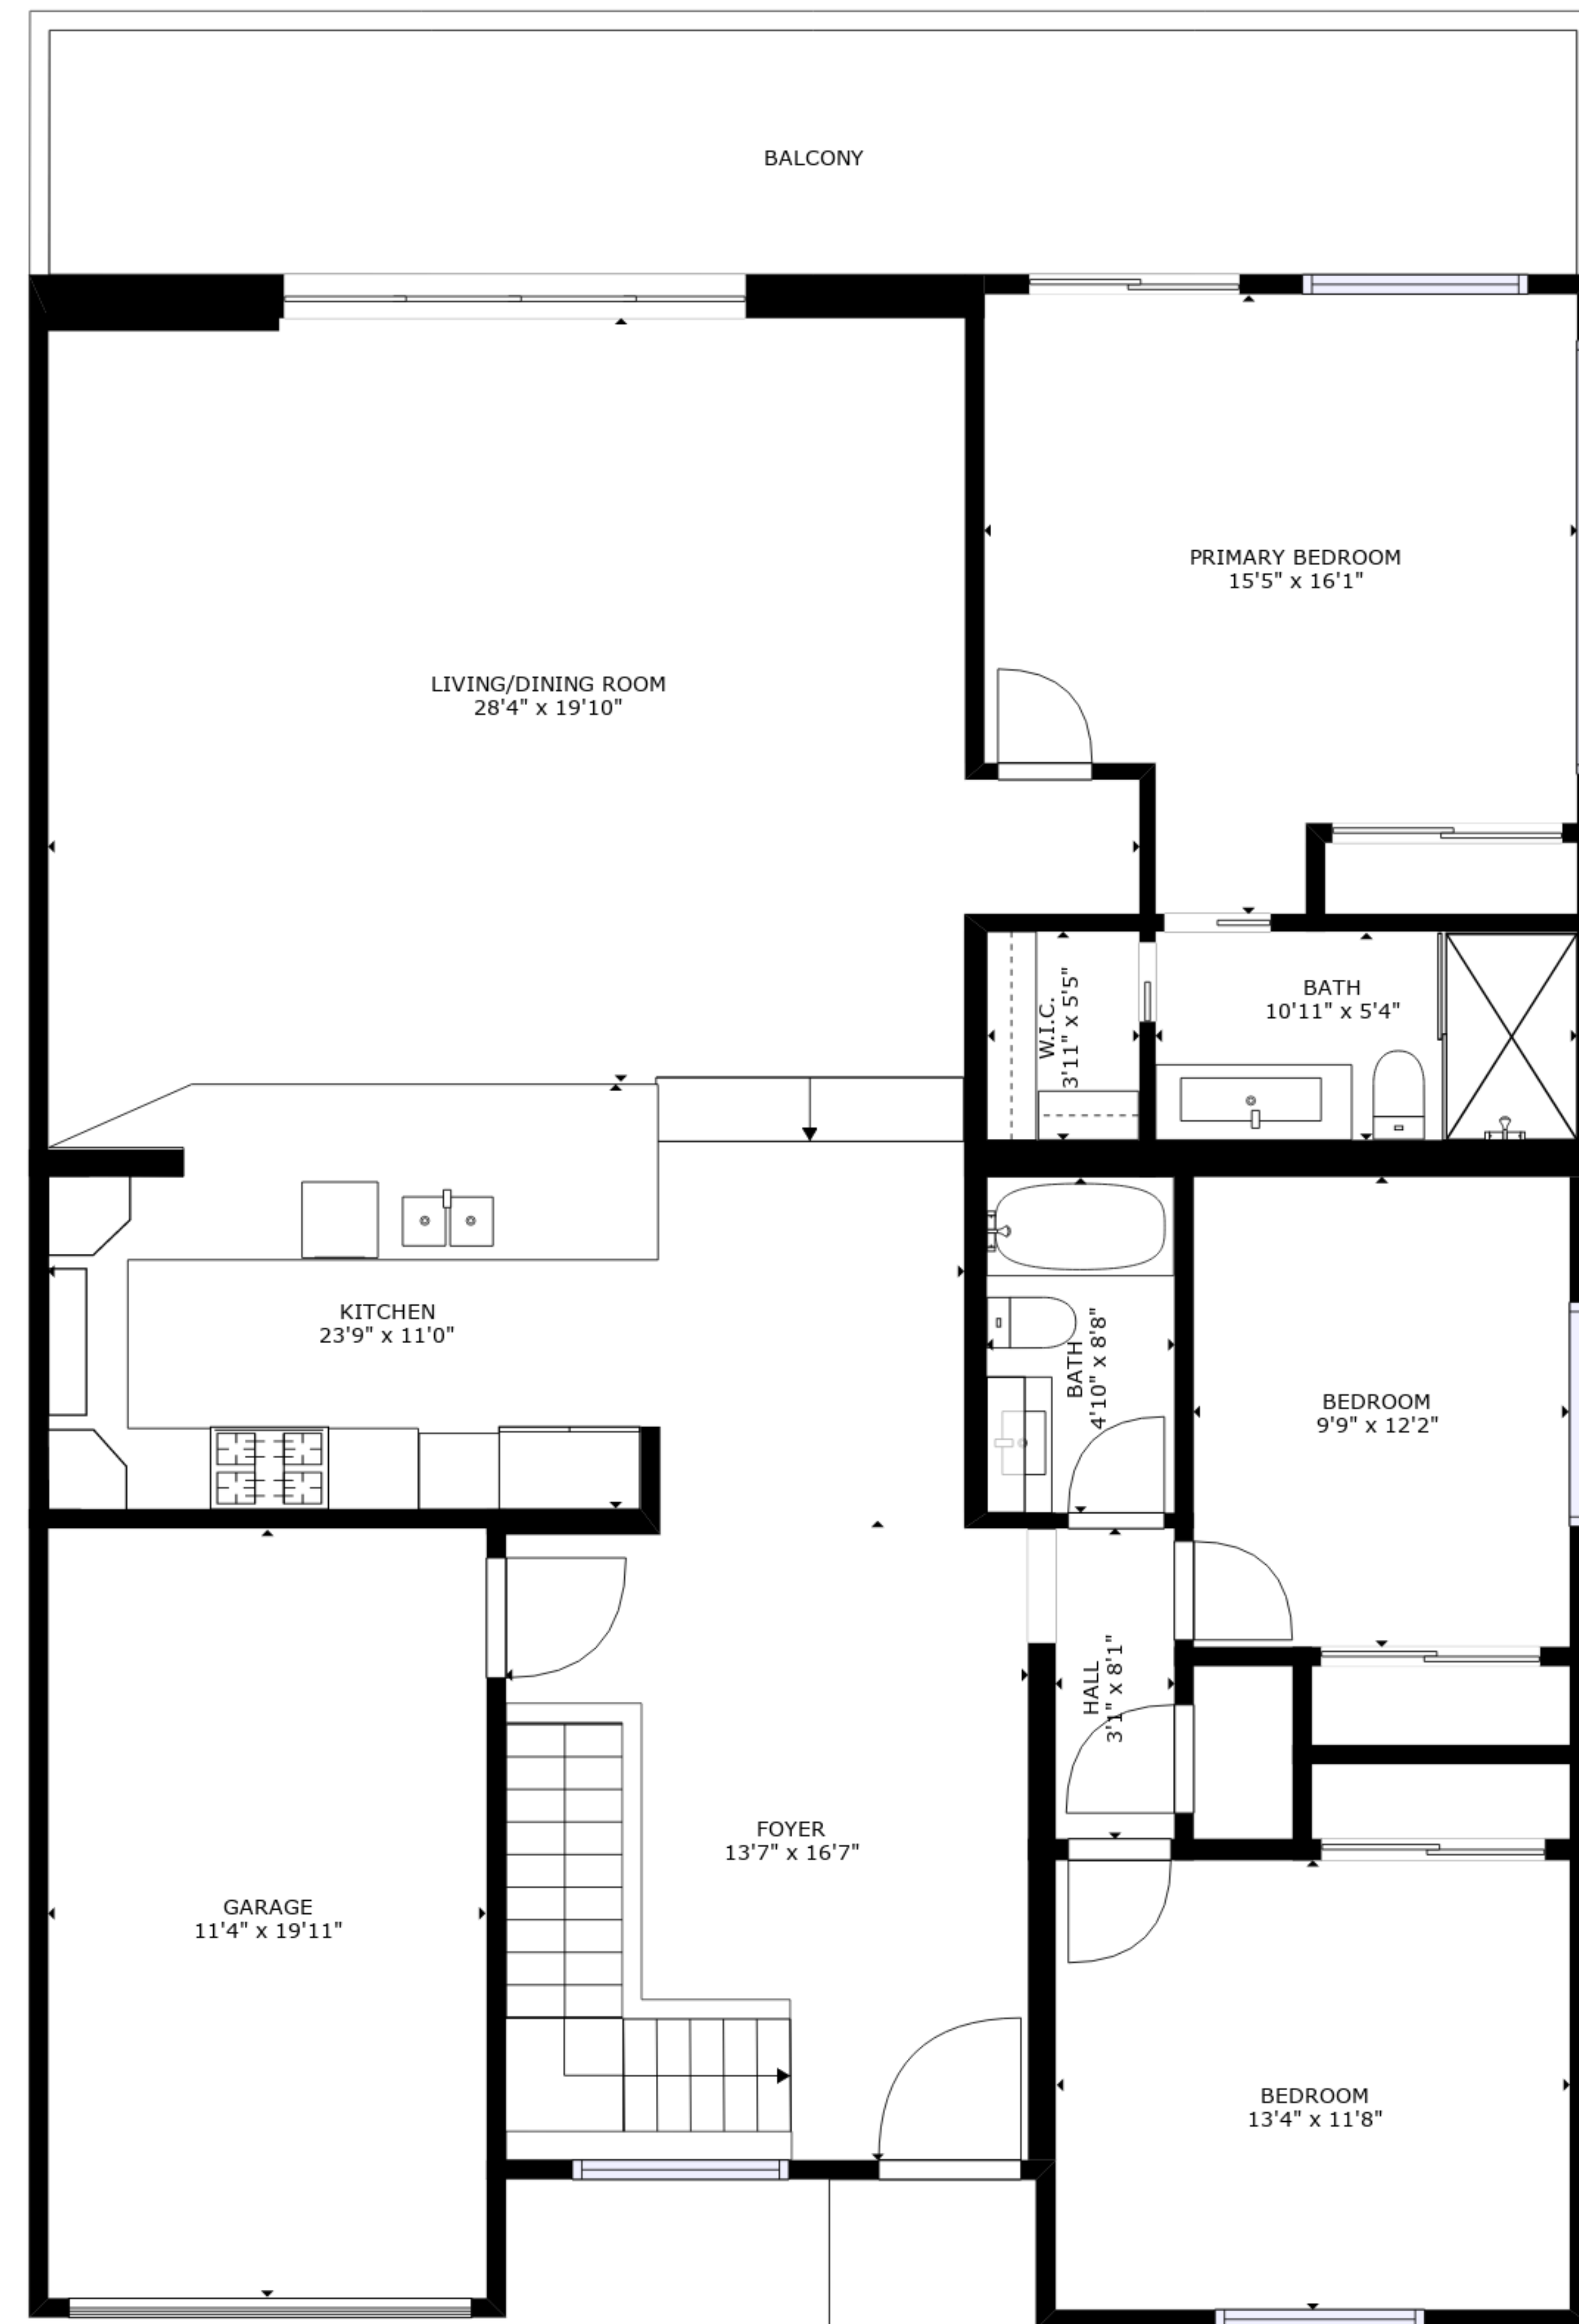 BALCONY
PRIMARY BEDROOM
15'5" x 16'1"
LIVING/DINING ROOM
28'4" x 19'10"
W.I.C.
3'11" x 5'5"
BATH
10'11" x 5'4"
KITCHEN
23'9" x 11'0"
BATH
4'10" x 8'8"
BEDROOM
9'9" x 12'2"
HALL
3'1" x 8'1"
FOYER
13'7" x 16'7"
GARAGE
11'4" x 19'11"
BEDROOM
13'4" x 11'8"